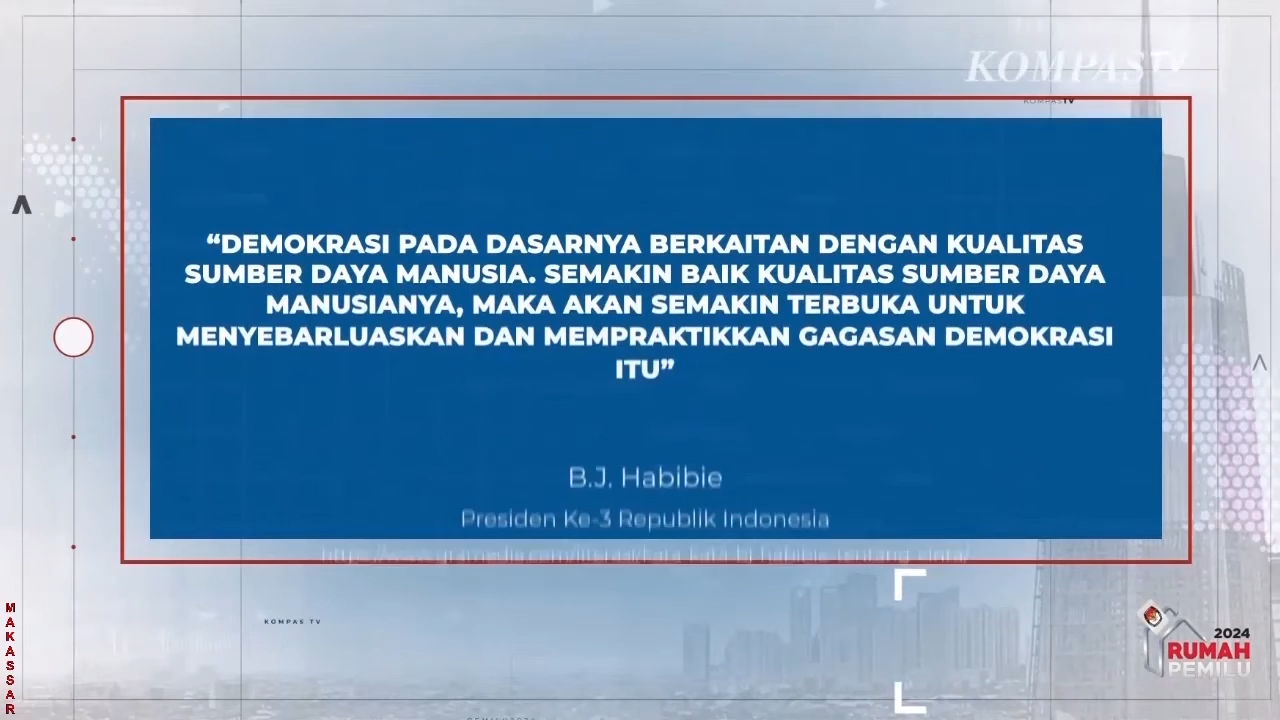 KOMPASTV
KOMPASTV
“DEMOKRASI PADA DASARNYA BERKAITAN DENGAN KUALITAS
SUMBER DAYA MANUSIA. SEMAKIN BAIK KUALITAS SUMBER DAYA
MANUSIANYA, MAKA AKAN SEMAKIN TERBUKA UNTUK
MENYEBARLUASKAN DAN MEMPRAKTIKKAN GAGASAN DEMOKRASI
ITU”
B.J. Habibie
Presiden Ke-3 Republik Indonesia
KOMPAS TV
MAKASSAR
2024
RUMAH
PEMILU